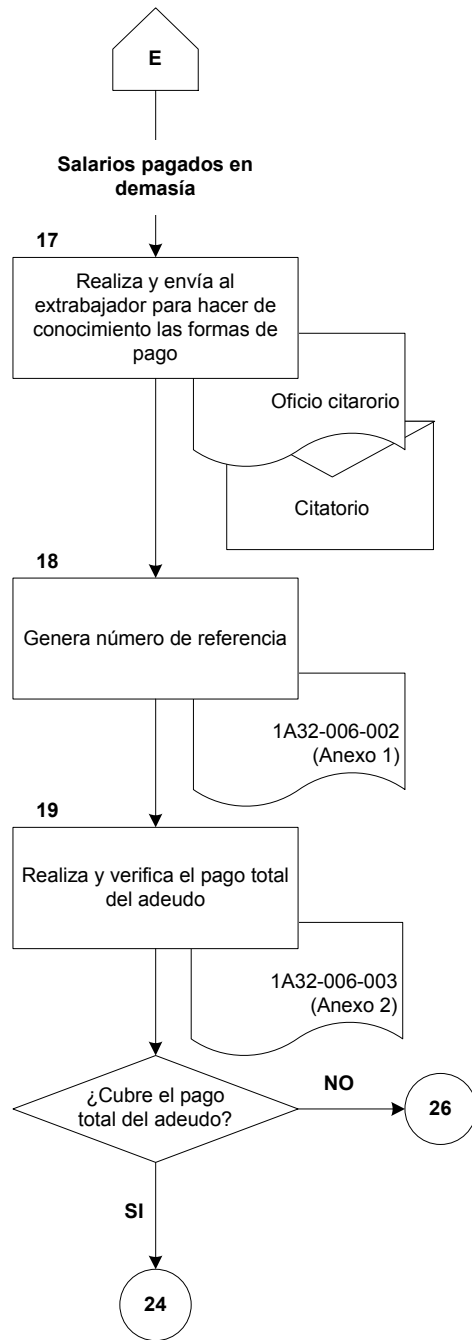 E
Salarios pagados en
demasía
17
Realiza y envía al
extrabajador para hacer de
conocimiento las formas de
pago
Oficio citarorio
Citatorio
18
Genera número de referencia
1A32-006-002
(Anexo 1)
19
Realiza y verifica el pago total
del adeudo
1A32-006-003
(Anexo 2)
¿Cubre el pago
total del adeudo?
NO
26
SI
24